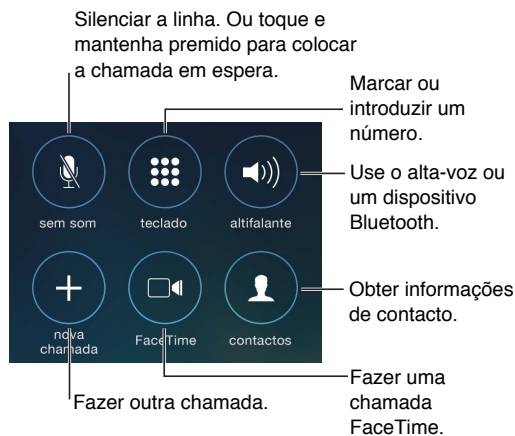 Silenciar a linha. Ou toque e
mantenha premido para colocar
a chamada em espera.
Marcar ou
introduzir um
número.
Use o alta-voz ou
um dispositivo
Bluetooth.
sem som
teclado
altifalante
Obter informações
de contacto.
nova
chamada
FaceTime
contactos
Fazer outra chamada.
Fazer uma
chamada
FaceTime.